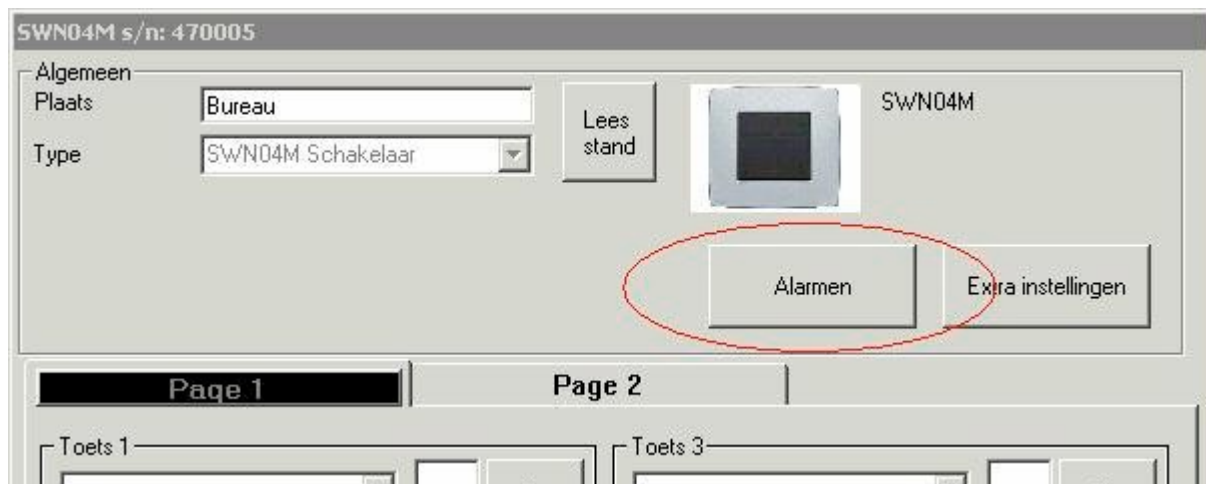 SWN04M s/n: 470005
Algemeen
Plaats
Bureau
Lees
stand
SWN04M
Type
SWN04M Schakelaar
Alarmen
Extra instellingen
Page 1
Page 2
Toets 1
Toets 3